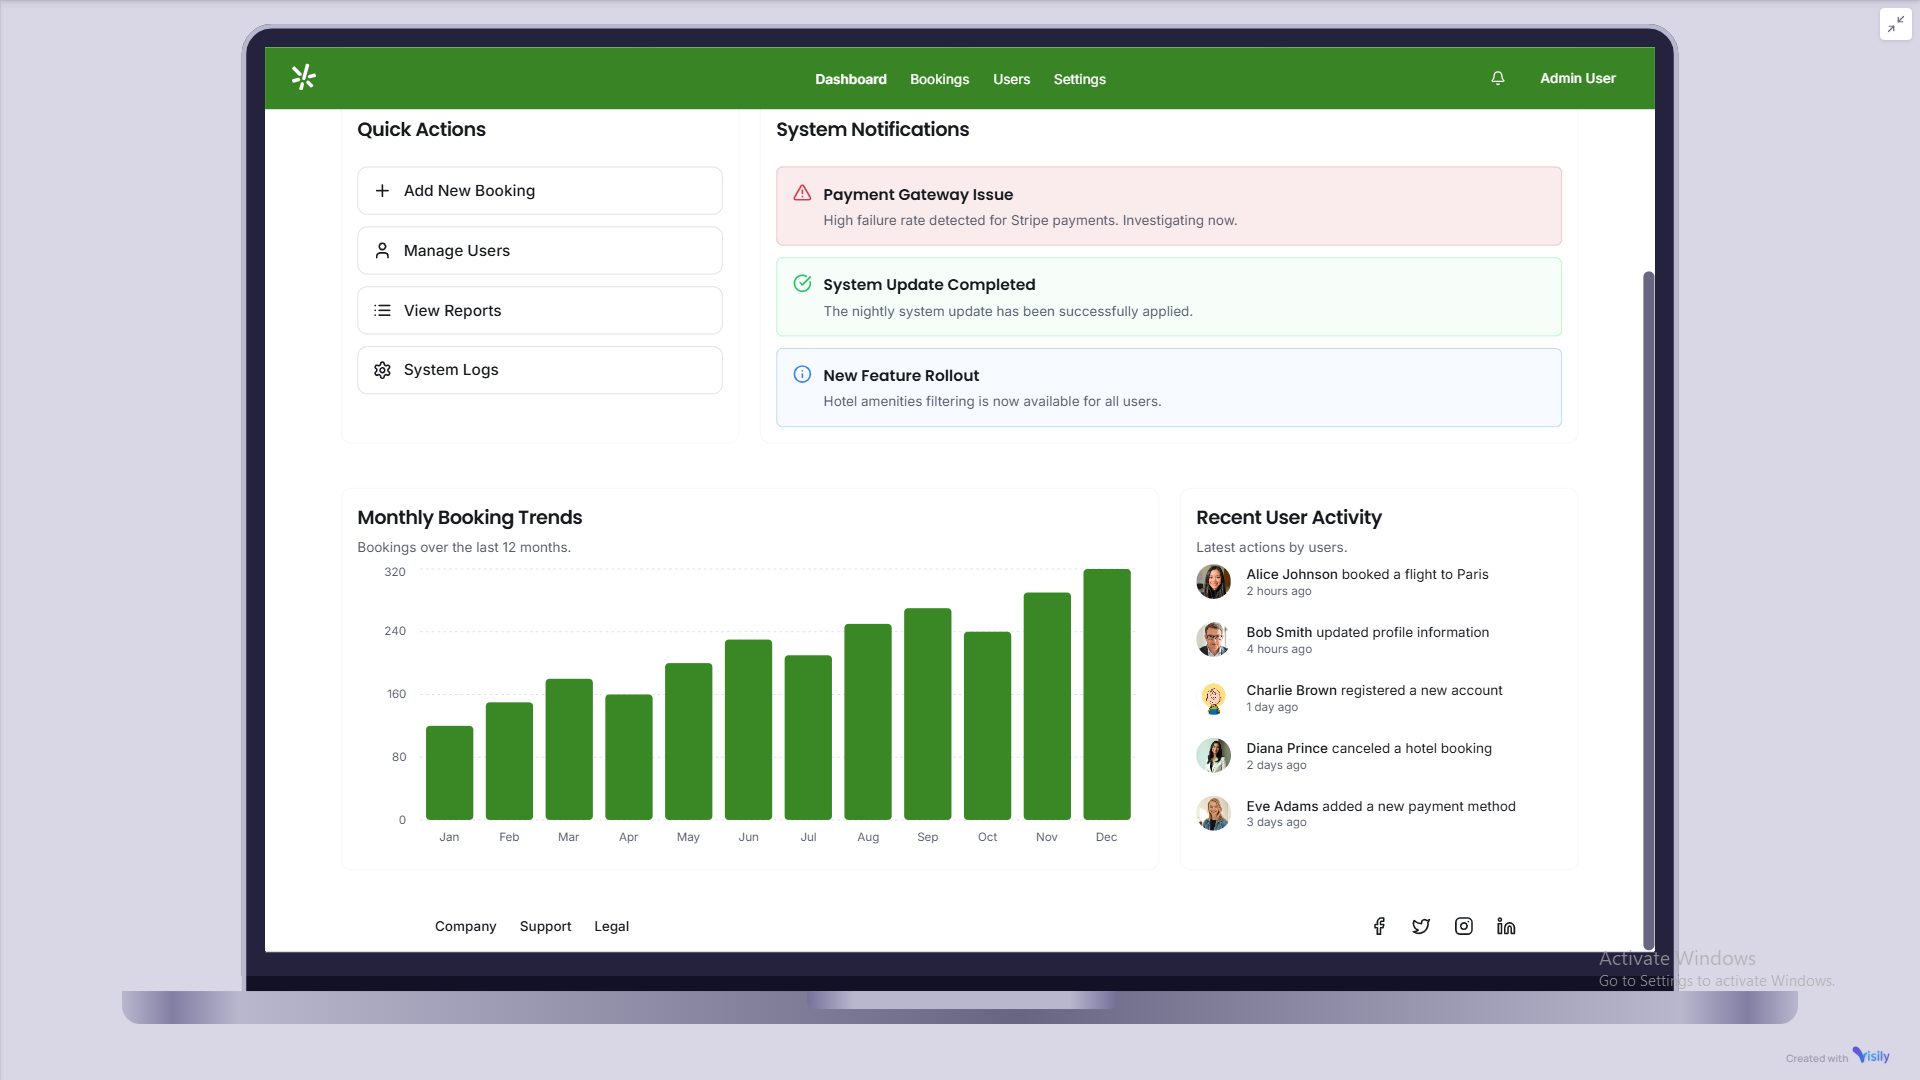 Dashboard Bookings Users Settings Admin User
Quick Actions
Add New Booking
Manage Users
View Reports
System Logs
System Notifications
Payment Gateway Issue
High failure rate detected for Stripe payments. Investigating now.
System Update Completed
The nightly system update has been successfully applied.
New Feature Rollout
Hotel amenities filtering is now available for all users.
Monthly Booking Trends
Bookings over the last 12 months.
320
240
160
80
0
Jan Feb Mar Apr May Jun Jul Aug Sep Oct Nov Dec
Recent User Activity
Latest actions by users.
Alice Johnson booked a flight to Paris
2 hours ago
Bob Smith updated profile information
4 hours ago
Charlie Brown registered a new account
1 day ago
Diana Prince canceled a hotel booking
2 days ago
Eve Adams added a new payment method
3 days ago
Company Support Legal
Activate Windows
Go to Settings to activate Windows.
Created with Visily